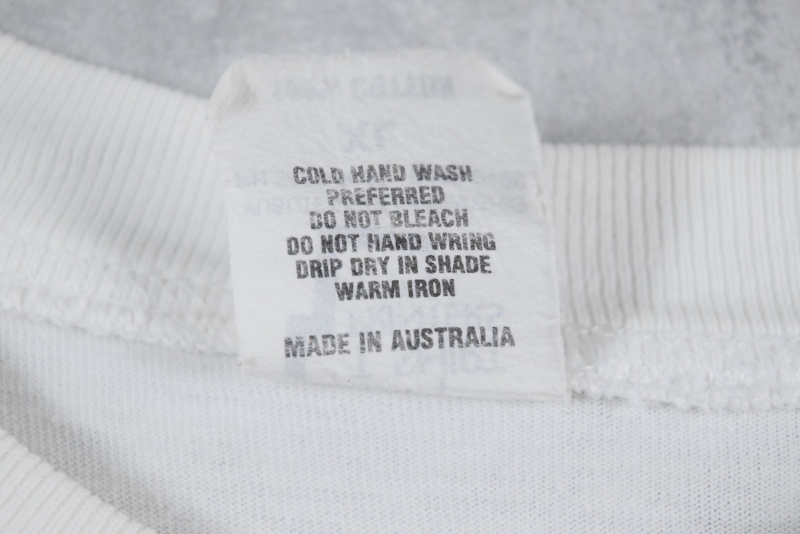 COLD HAND WASH
PREFERRED
DO NOT BLEACH
DO NOT HAND WRING
DRIP DRY IN SHADE
WARM IRON
MADE IN AUSTRALIA